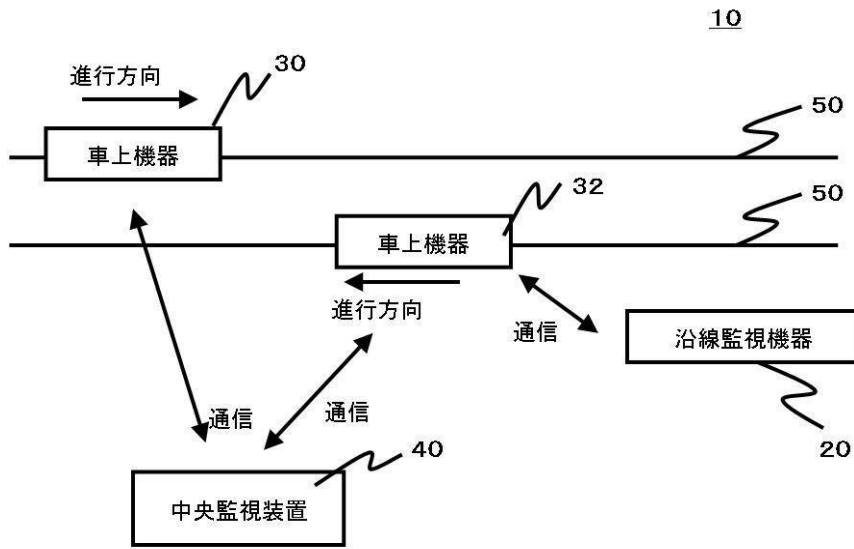 10
進行方向
30
50
車上機器
32
50
車上機器
進行方向
通信
沿線監視機器
通信
通信
20
40
中央監視装置